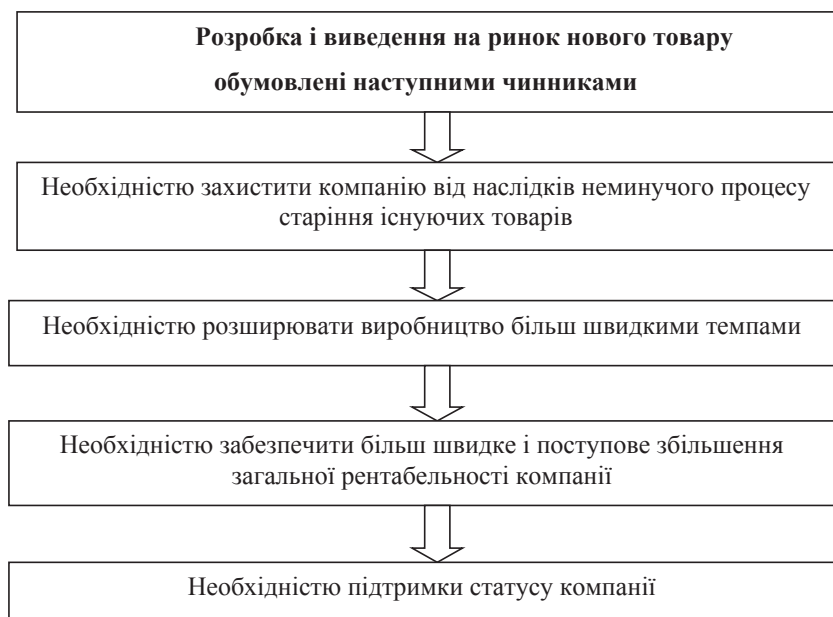 Розробка і виведення на ринок нового товару
обумовлені наступними чинниками
Необхідністю захистити компанію від наслідків неминучого процесу
старіння існуючих товарів
Необхідністю розширювати виробництво більш швидкими темпами
Необхідністю забезпечити більш швидке і поступове збільшення
загальної рентабельності компанії
Необхідністю підтримки статусу компанії